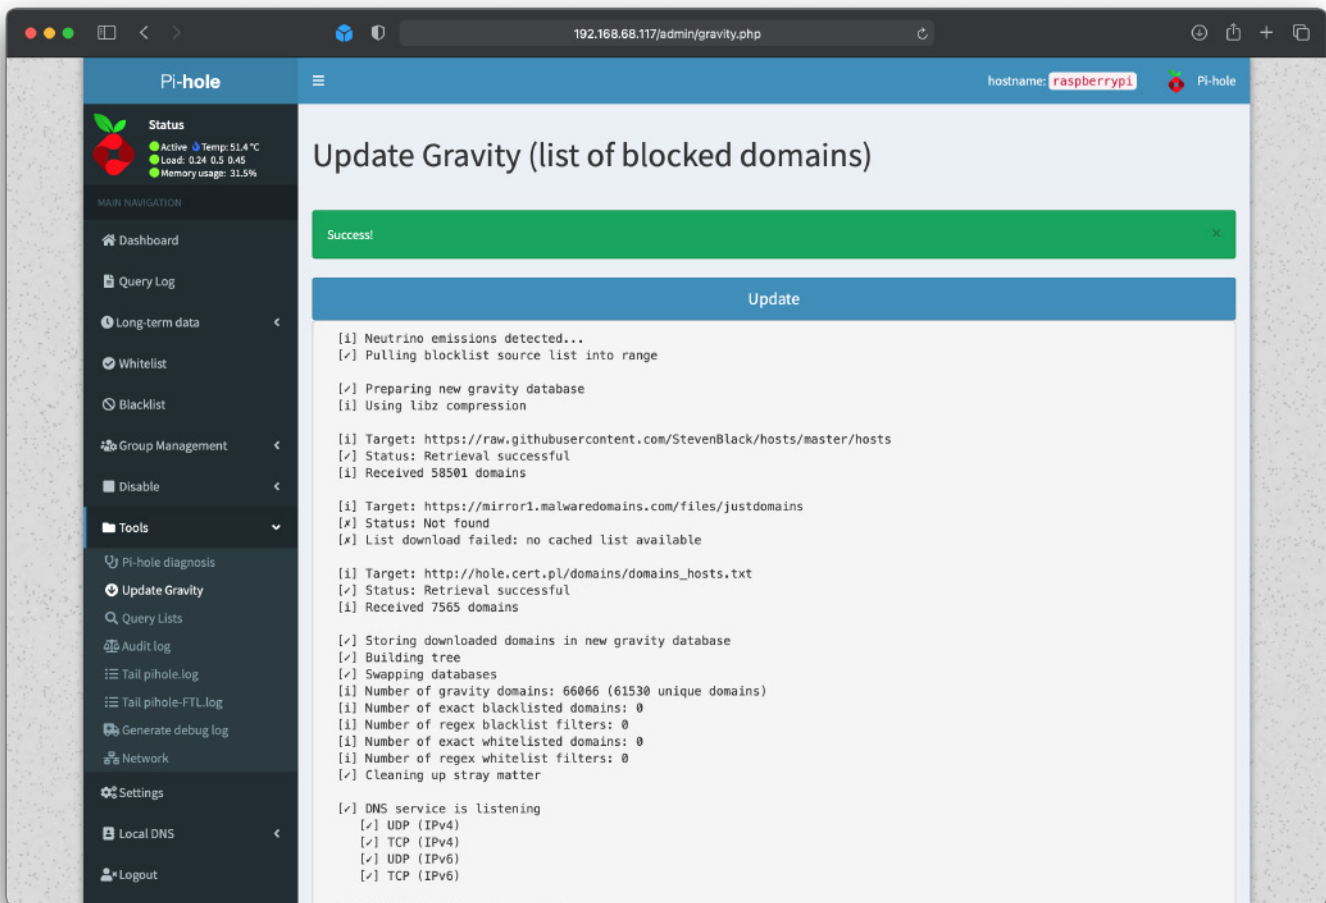 192.168.68.117/admin/gravity.php
Pi-hole
hostname: raspberrypi
Pi-hole
Status
Active Temp: 51.4 °C
Load: 0.24 0.5 0.45
Memory usage: 31.5%
MAIN NAVIGATION
Dashboard
Query Log
Long-term data
Whitelist
Blacklist
Group Management
Disable
Tools
Pi-hole diagnosis
Update Gravity
Query Lists
Audit log
Tail pihole.log
Tail pihole-FTL.log
Generate debug log
Network
Settings
Local DNS
Logout
Update Gravity (list of blocked domains)
Success!
×
Update
[i] Neutrino emissions detected...
[✓] Pulling blocklist source list into range
[✓] Preparing new gravity database
[i] Using libz compression
[i] Target: https://raw.githubusercontent.com/StevenBlack/hosts/master/hosts
[✓] Status: Retrieval successful
[i] Received 58501 domains
[i] Target: https://mirror1.malwaredomains.com/files/justdomains
[✗] Status: Not found
[✗] List download failed: no cached list available
[i] Target: http://hole.cert.pl/domains/domains_hosts.txt
[✓] Status: Retrieval successful
[i] Received 7565 domains
[✓] Storing downloaded domains in new gravity database
[✓] Building tree
[✓] Swapping databases
[i] Number of gravity domains: 66066 (61530 unique domains)
[i] Number of exact blacklisted domains: 0
[i] Number of regex blacklist filters: 0
[i] Number of exact whitelisted domains: 0
[i] Number of regex whitelist filters: 0
[✓] Cleaning up stray matter
[✓] DNS service is listening
[✓] UDP (IPv4)
[✓] TCP (IPv4)
[✓] UDP (IPv6)
[✓] TCP (IPv6)